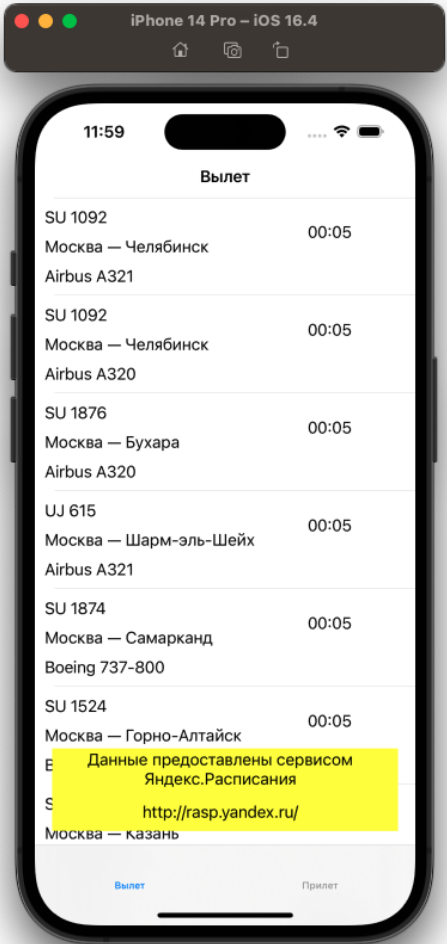 iPhone 14 Pro – iOS 16.4
11:59
Вылет
SU 1092
00:05
Москва — Челябинск
Airbus A321
SU 1092
00:05
Москва — Челябинск
Airbus A320
SU 1876
00:05
Москва — Бухара
Airbus A320
UJ 615
00:05
Москва — Шарм-эль-Шейх
Airbus A321
SU 1874
00:05
Москва — Самарканд
Boeing 737-800
SU 1524
00:05
Москва — Горно-Алтайск
Данные предоставлены сервисом
Яндекс.Расписания
http://rasp.yandex.ru/
Москва — Казань
Вылет
Прилет